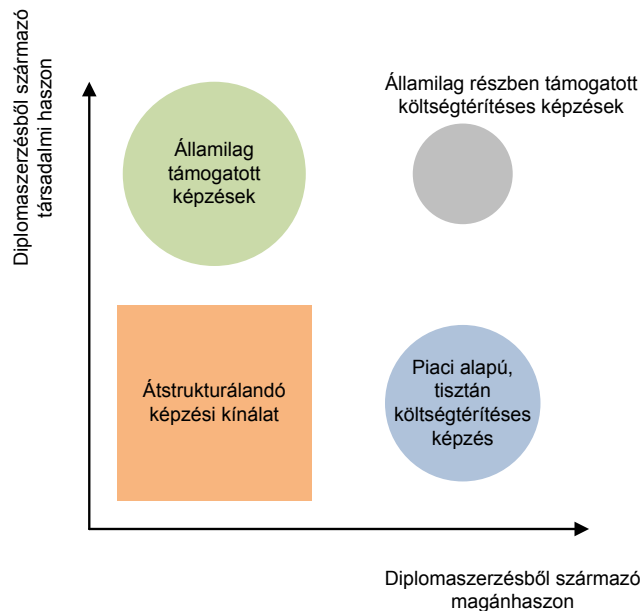 Diplomaszerzésből származó
társadalmi haszon
Államilag
támogatott
képzések
Államilag részben támogatott
költségtérítéses képzések
Átstrukturálandó
képzési kínálat
Piaci alapú,
tisztán
költségtérítéses
képzés
Diplomaszerzésből származó
magánhaszon